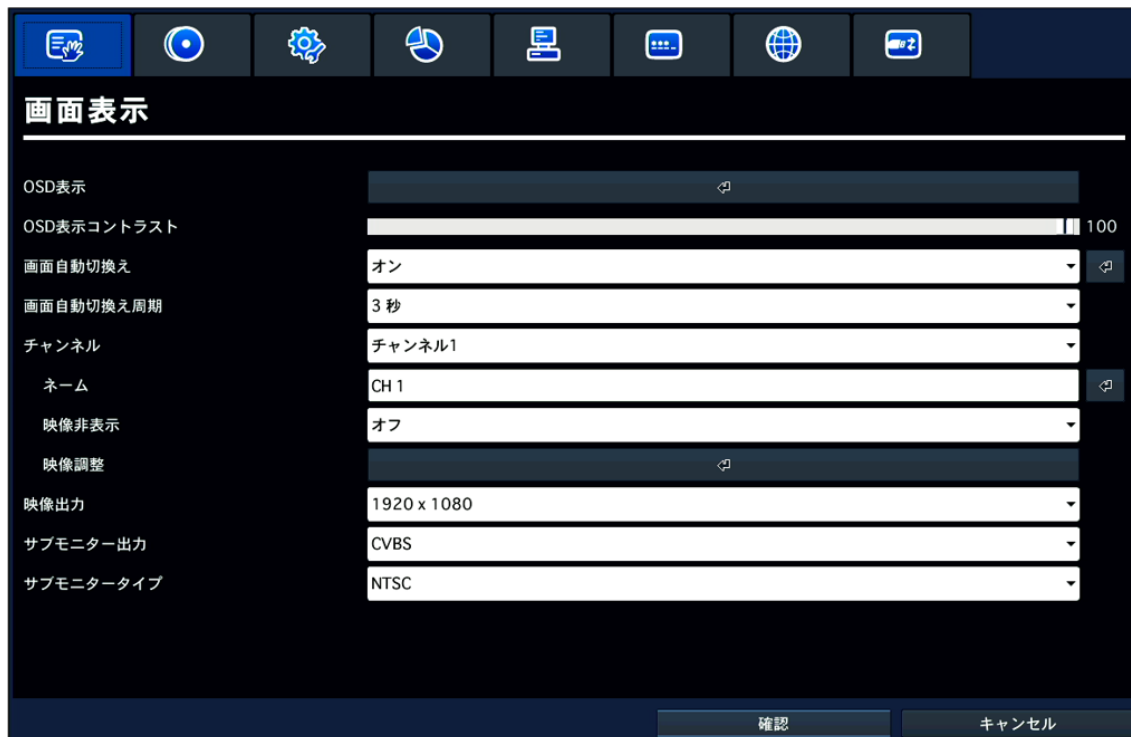 画面表示
OSD表示
OSD表示コントラスト 100
画面自動切換え オン
画面自動切換え周期 3 秒
チャンネル チャンネル1
ネーム CH 1
映像非表示 オフ
映像調整
映像出力 1920 x 1080
サブモニター出力 CVBS
サブモニタータイプ NTSC
確認 キャンセル